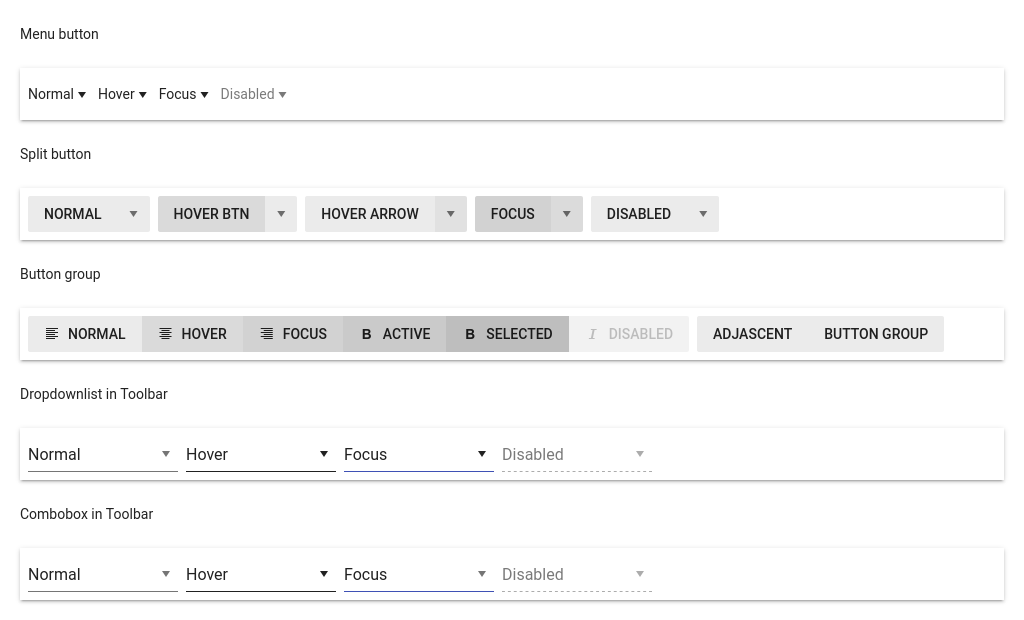 Menu button
Normal Hover Focus Disabled
Split button
NORMAL HOVER BTN HOVER ARROW FOCUS DISABLED
Button group
NORMAL HOVER FOCUS B ACTIVE B SELECTED I DISABLED ADJASCENT BUTTON GROUP
Dropdownlist in Toolbar
Normal Hover Focus Disabled
Combobox in Toolbar
Normal Hover Focus Disabled